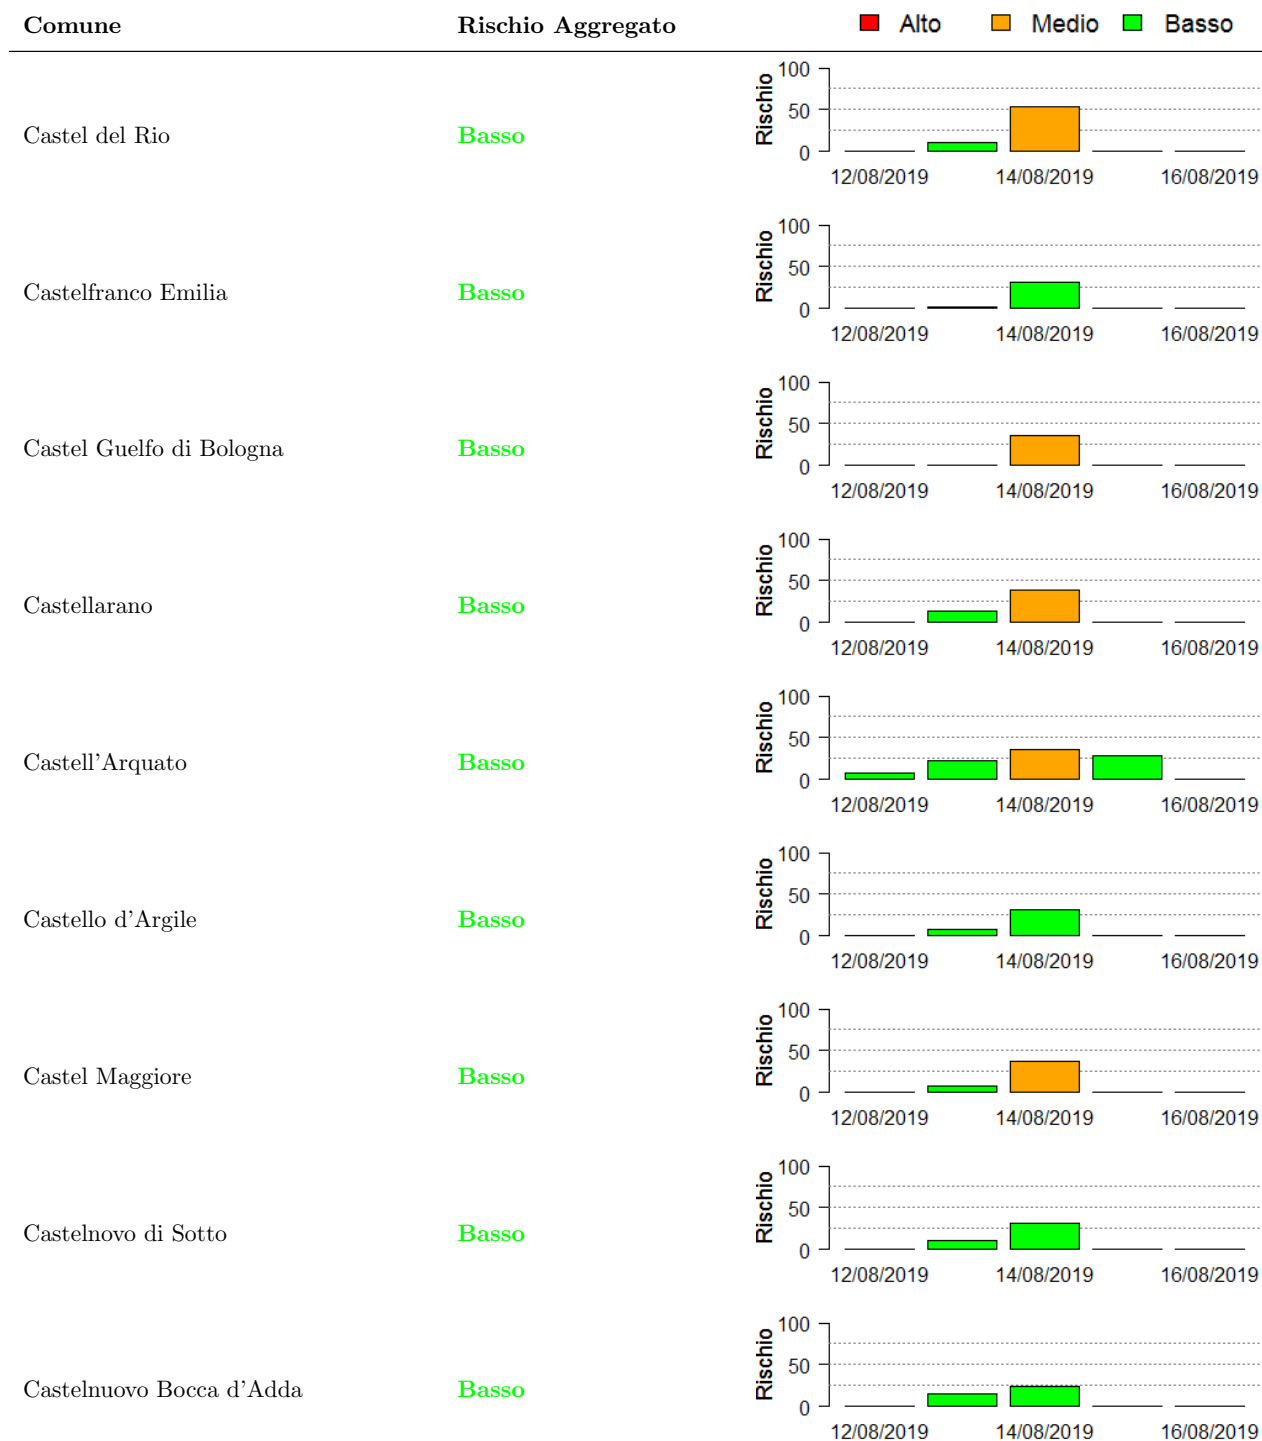 Comune Rischio Aggregato Alto Medio Basso
Castel del Rio Basso Rischio 100 50 0
12/08/2019 14/08/2019 16/08/2019
Castelfranco Emilia Basso Rischio 100 50 0
12/08/2019 14/08/2019 16/08/2019
Castel Guelfo di Bologna Basso Rischio 100 50 0
12/08/2019 14/08/2019 16/08/2019
Castellarano Basso Rischio 100 50 0
12/08/2019 14/08/2019 16/08/2019
Castell'Arquato Basso Rischio 100 50 0
12/08/2019 14/08/2019 16/08/2019
Castello d'Argile Basso Rischio 100 50 0
12/08/2019 14/08/2019 16/08/2019
Castel Maggiore Basso Rischio 100 50 0
12/08/2019 14/08/2019 16/08/2019
Castelnovo di Sotto Basso Rischio 100 50 0
12/08/2019 14/08/2019 16/08/2019
Castelnuovo Bocca d'Adda Basso Rischio 100 50 0
12/08/2019 14/08/2019 16/08/2019